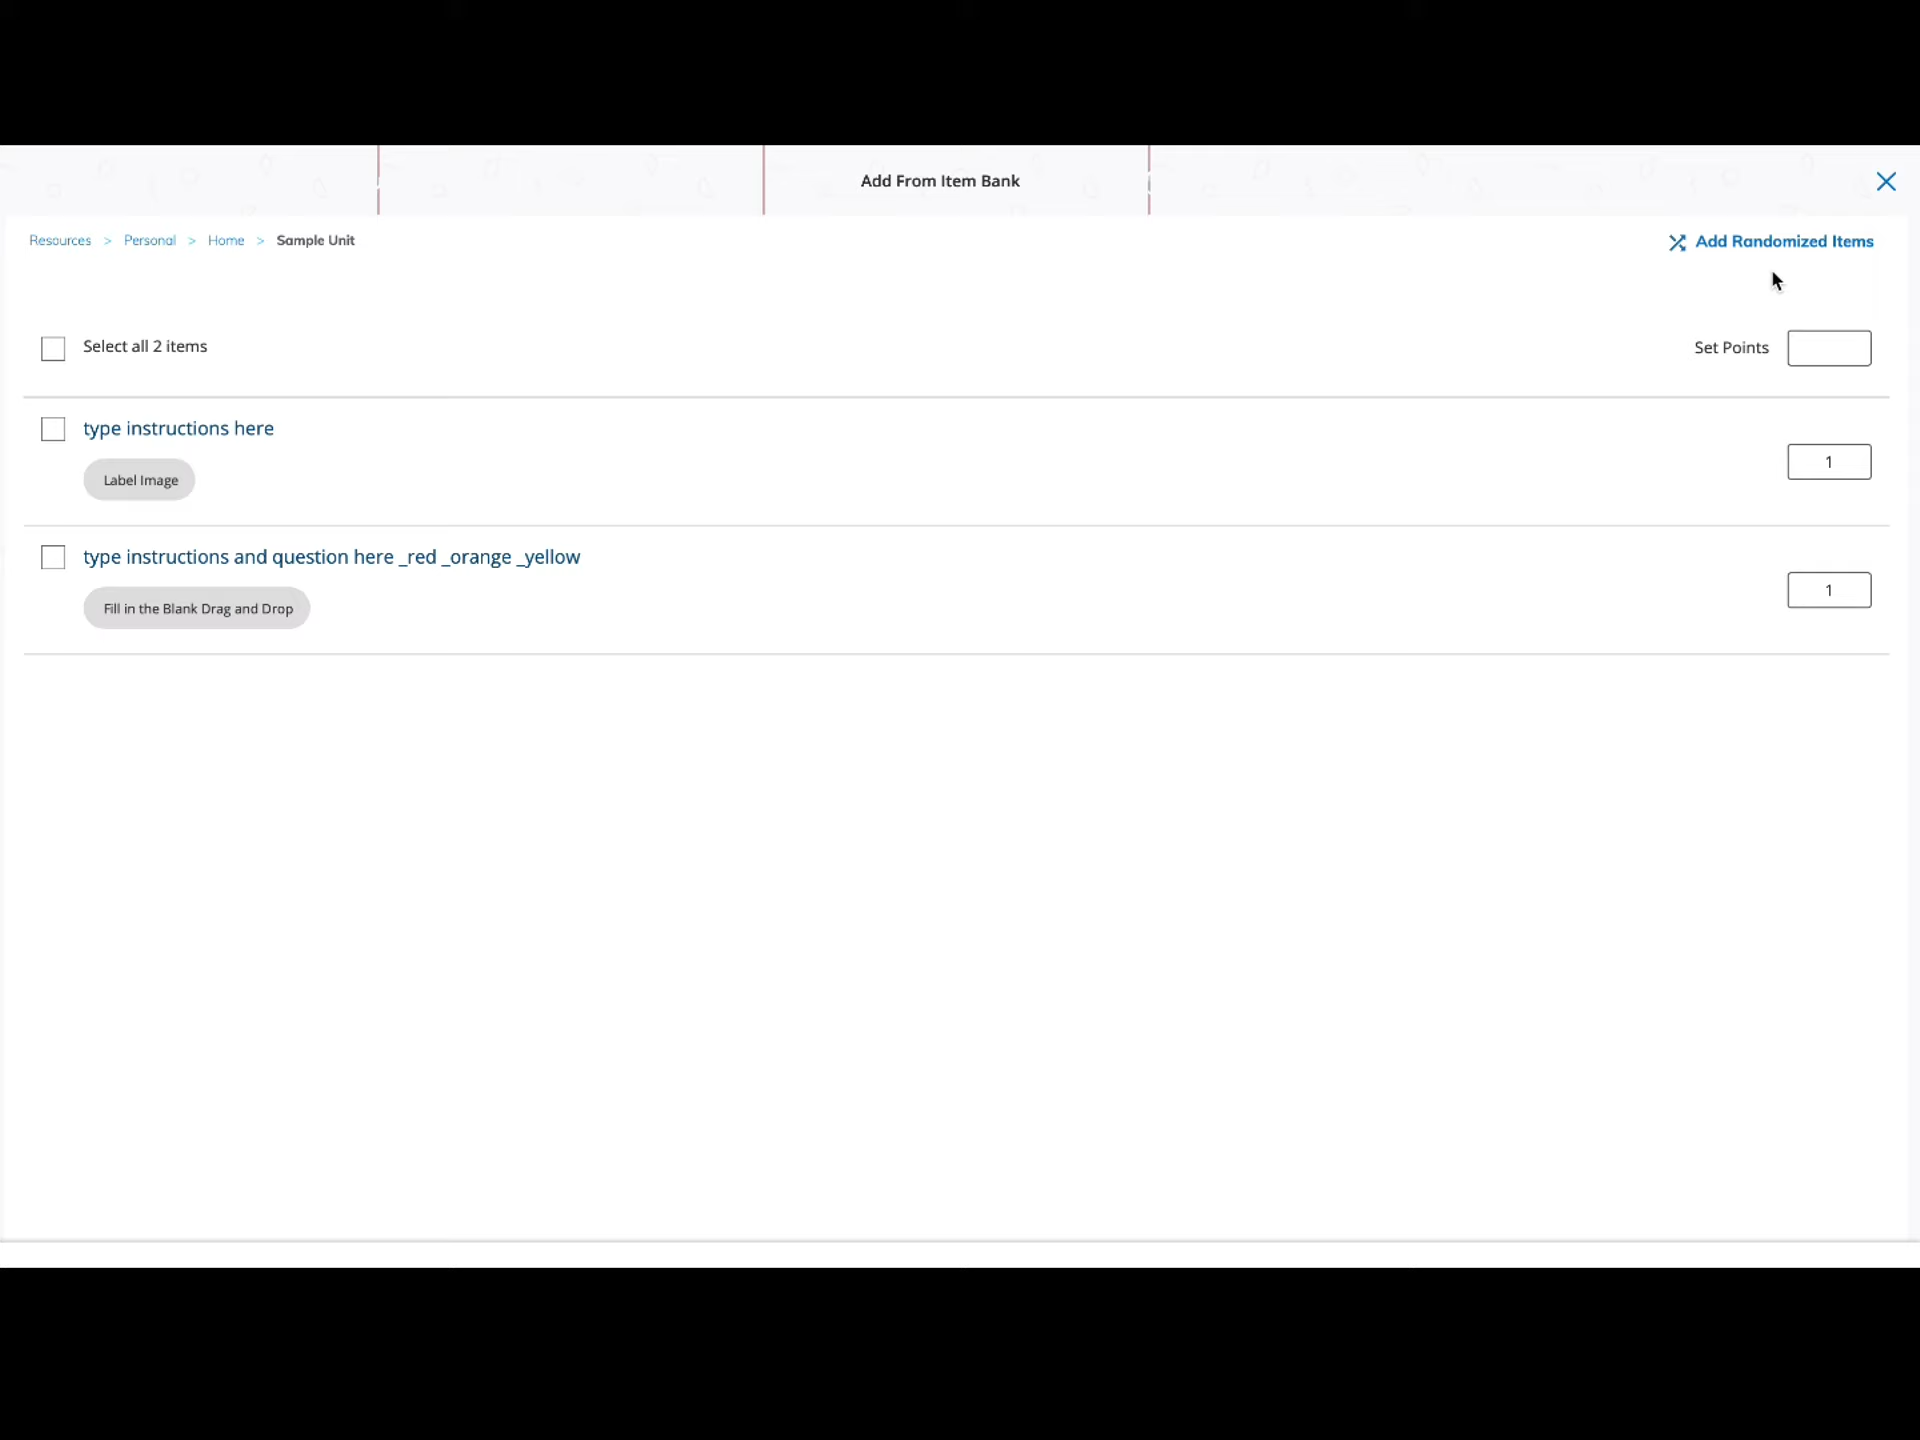 Add From Item Bank
Resources > Personal > Home > Sample Unit
Add Randomized Items
Select all 2 items
Set Points
type instructions here
Label Image
1
type instructions and question here _red _orange _yellow
Fill in the Blank Drag and Drop
1